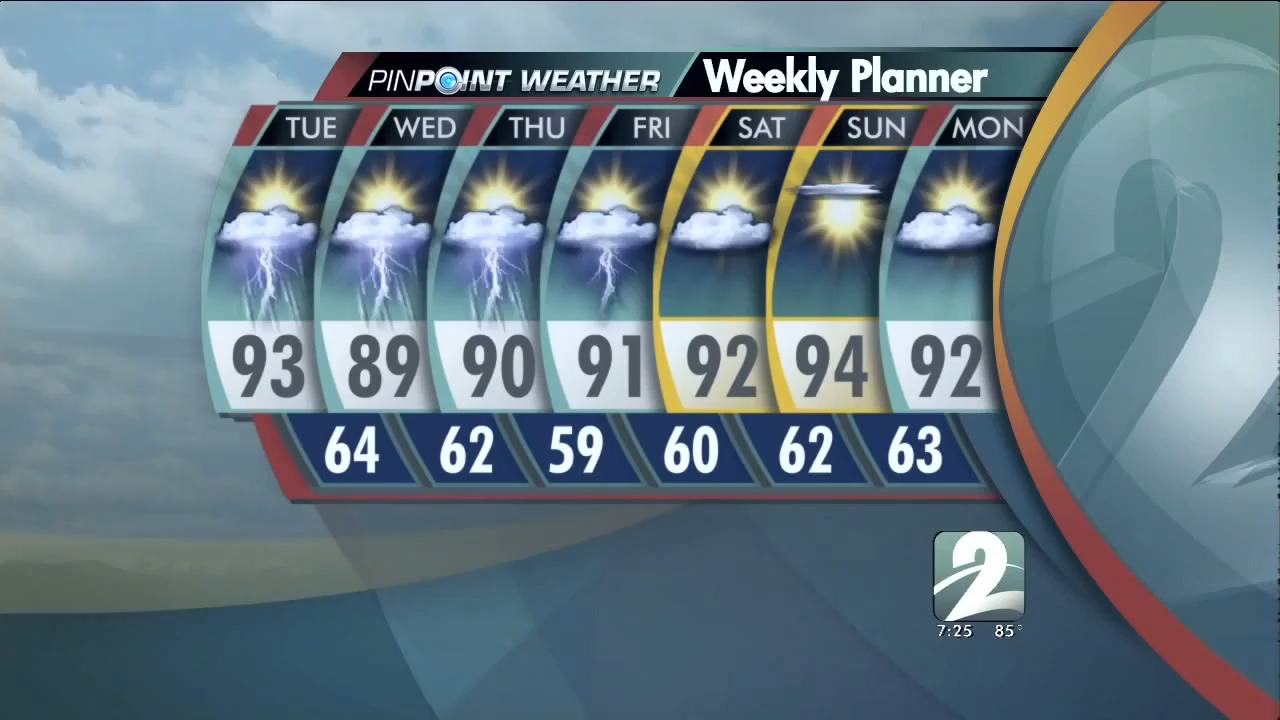 PINPOINT WEATHER Weekly Planner
TUE WED THU FRI SAT SUN MON
93 89 90 91 92 94 92
64 62 59 60 62 63
2
7:25 85°